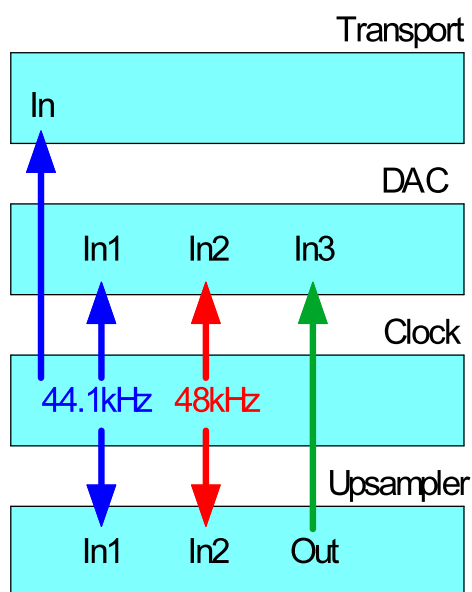 Transport
In
DAC
In1 In2 In3
Clock
44.1kHz 48kHz
Upsampler
In1 In2 Out